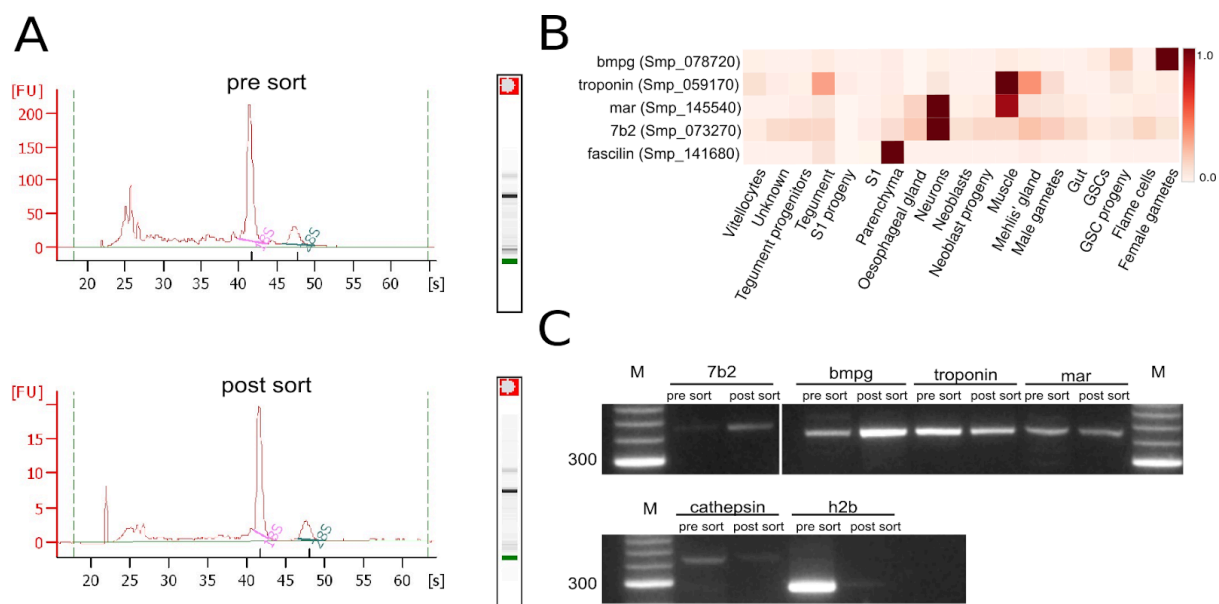 A
pre sort
[FU]
200
150
100
50
0
18S
28S
20 25 30 35 40 45 50 55 60 [s]
post sort
[FU]
15
10
5
0
18S
28S
20 25 30 35 40 45 50 55 60 [s]
B
bmpg (Smp_078720)
troponin (Smp_059170)
mar (Smp_145540)
7b2 (Smp_073270)
fascilin (Smp_141680)
1.0
0.0
Vitellocytes
Unknown
Tegument progenitors
Tegument
S1 progeny
S1
Parenchyma
Oesophageal gland
Neurons
Neoblasts
Neoblast progeny
Muscle
Mehlis' gland
Male gametes
Gut
GSCs
GSC progeny
Flame cells
Female gametes
C
M 7b2 bmpg troponin mar M
pre sort post sort pre sort post sort pre sort post sort pre sort post sort
300
M cathepsin h2b
pre sort post sort pre sort post sort
300